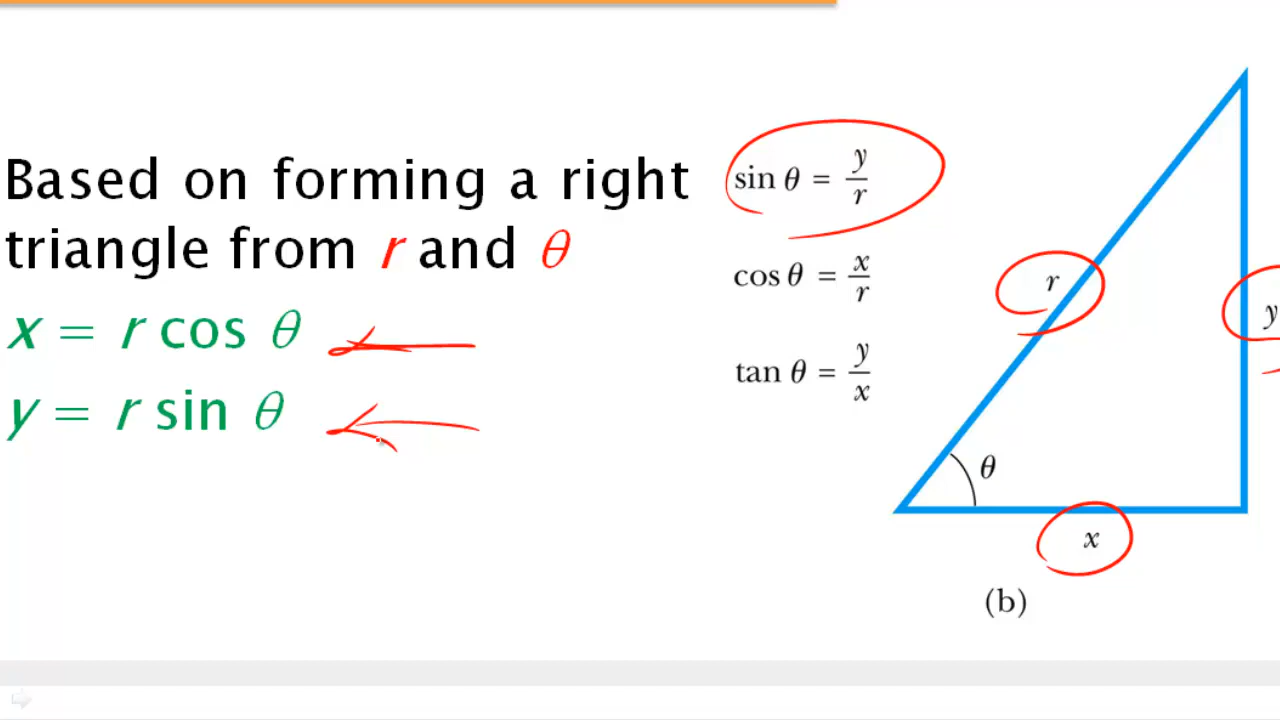 Based on forming a right
triangle from r and θ
x = r cos θ
y = r sin θ
sin θ = y/r
cos θ = x/r
tan θ = y/x
r
y
θ
x
(b)